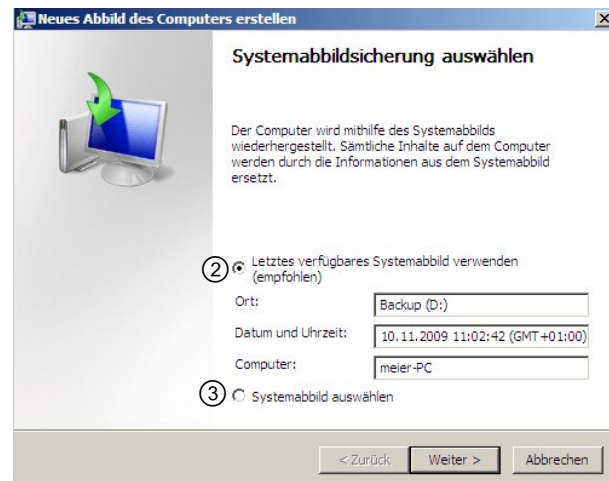 Neues Abbild des Computers erstellen
Systemabbildsicherung auswählen
Der Computer wird mithilfe des Systemabbilds
wiederhergestellt. Sämtliche Inhalte auf dem Computer
werden durch die Informationen aus dem Systemabbild
ersetzt.
2 Letztes verfügbares Systemabbild verwenden
(empfohlen)
Ort: Backup (D:)
Datum und Uhrzeit: 10.11.2009 11:02:42 (GMT+01:00)
Computer: meier-PC
3 Systemabbild auswählen
< Zurück Weiter > Abbrechen